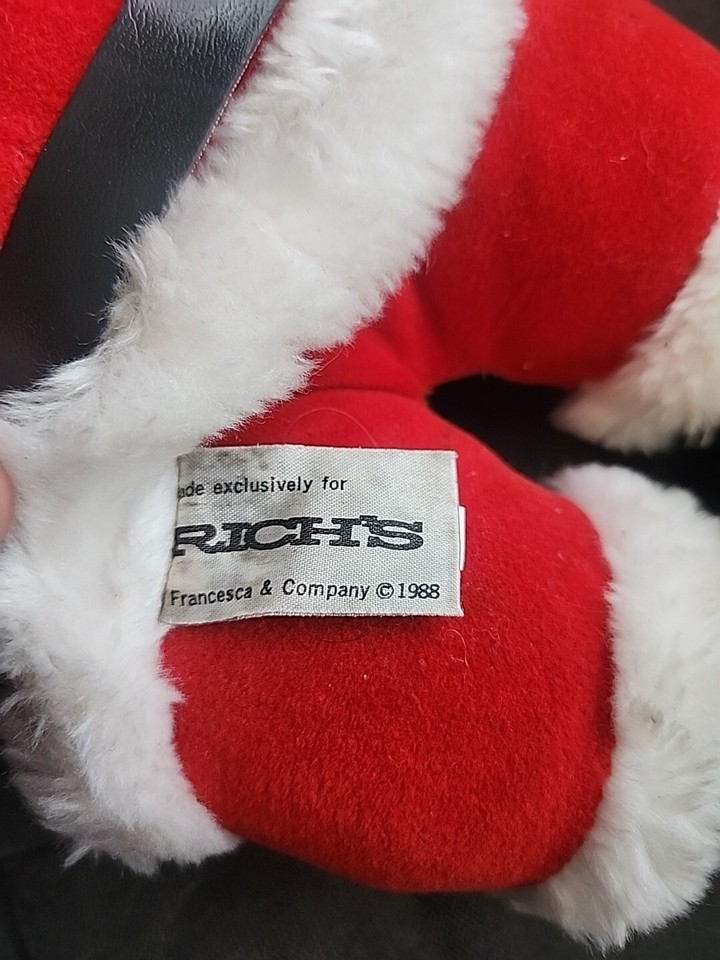 ade exclusively for
RICH'S
Francesca & Company © 1988